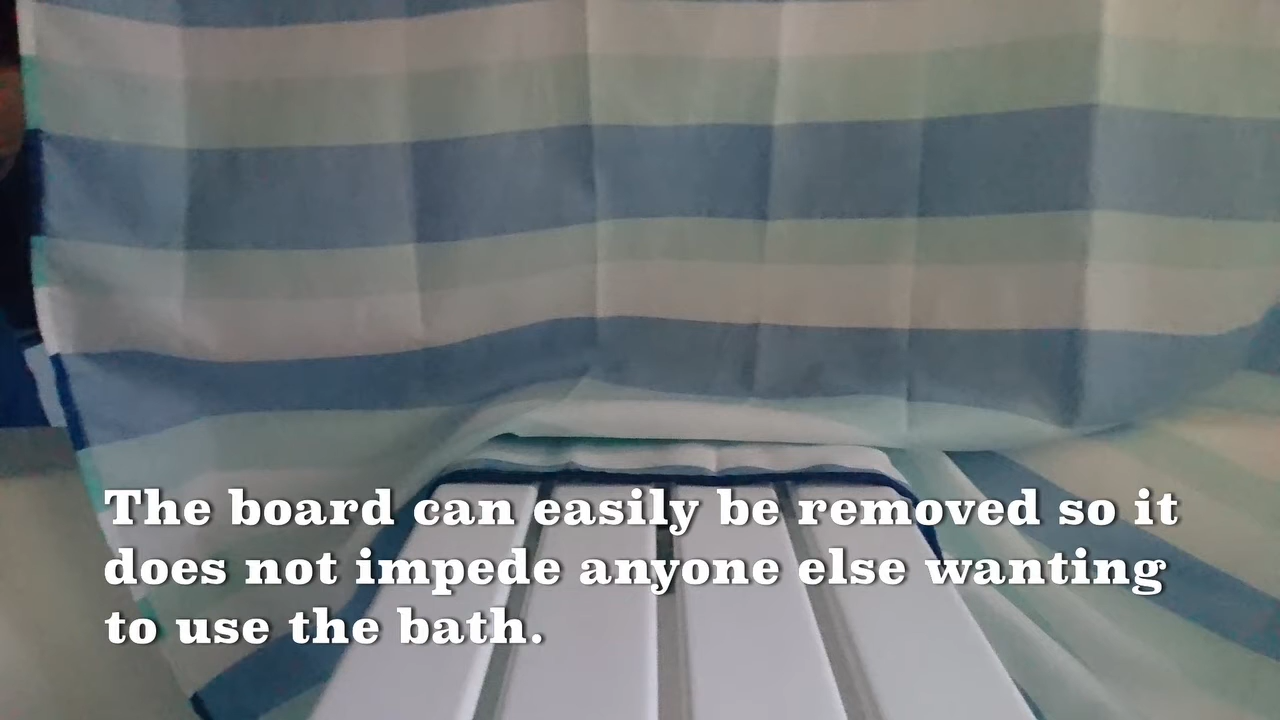 The board can easily be removed so it
does not impede anyone else wanting
to use the bath.